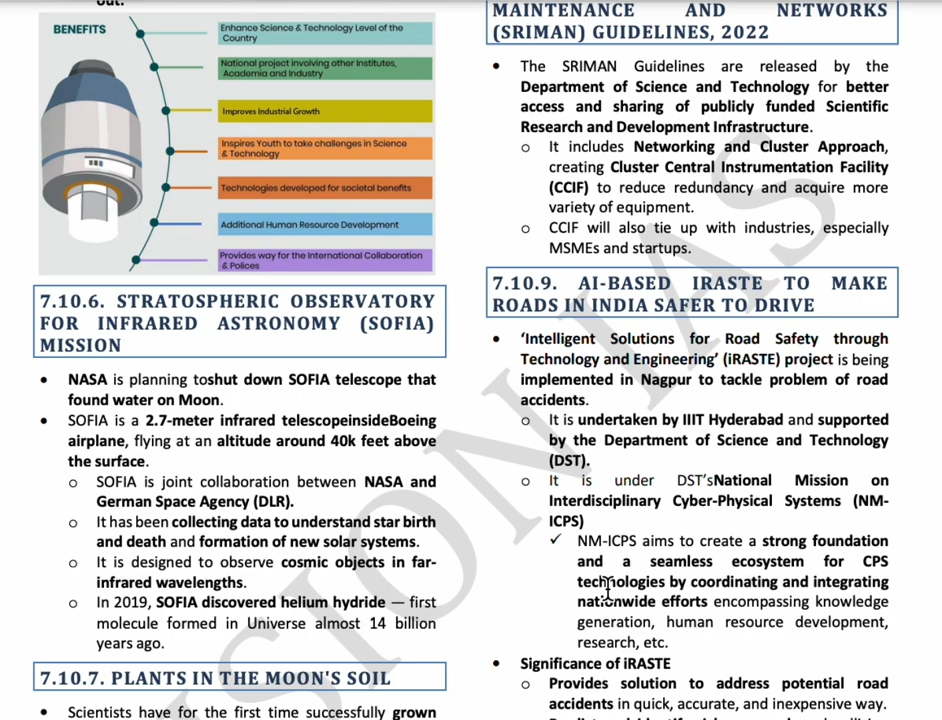 out.
BENEFITS
Enhance Science & Technology Level of the
Country
National project involving other Institutes,
Academia and Industry
Improves Industrial Growth
Inspires Youth to take challenges in Science
& Technology
Technologies developed for societal benefits
Additional Human Resource Development
Provides way for the International Collaboration
& Polices
7.10.6. STRATOSPHERIC OBSERVATORY
FOR INFRARED ASTRONOMY (SOFIA)
MISSION
• NASA is planning toshut down SOFIA telescope that
found water on Moon.
• SOFIA is a 2.7-meter infrared telescopeinsideBoeing
airplane, flying at an altitude around 40k feet above
the surface.
o SOFIA is joint collaboration between NASA and
German Space Agency (DLR).
o It has been collecting data to understand star birth
and death and formation of new solar systems.
o It is designed to observe cosmic objects in far-
infrared wavelengths.
o In 2019, SOFIA discovered helium hydride — first
molecule formed in Universe almost 14 billion
years ago.
7.10.7. PLANTS IN THE MOON'S SOIL
• Scientists have for the first time successfully grown
MAINTENANCE AND NETWORKS
(SRIMAN) GUIDELINES, 2022
• The SRIMAN Guidelines are released by the
Department of Science and Technology for better
access and sharing of publicly funded Scientific
Research and Development Infrastructure.
o It includes Networking and Cluster Approach,
creating Cluster Central Instrumentation Facility
(CCIF) to reduce redundancy and acquire more
variety of equipment.
o CCIF will also tie up with industries, especially
MSMEs and startups.
7.10.9. AI-BASED IRASTE TO MAKE
ROADS IN INDIA SAFER TO DRIVE
• 'Intelligent Solutions for Road Safety through
Technology and Engineering' (iRASTE) project is being
implemented in Nagpur to tackle problem of road
accidents.
o It is undertaken by IIIT Hyderabad and supported
by the Department of Science and Technology
(DST).
o It is under DST'sNational Mission on
Interdisciplinary Cyber-Physical Systems (NM-
ICPS)
✓ NM-ICPS aims to create a strong foundation
and a seamless ecosystem for CPS
technologies by coordinating and integrating
nationwide efforts encompassing knowledge
generation, human resource development,
research, etc.
• Significance of iRASTE
o Provides solution to address potential road
accidents in quick, accurate, and inexpensive way.
VISION IAS